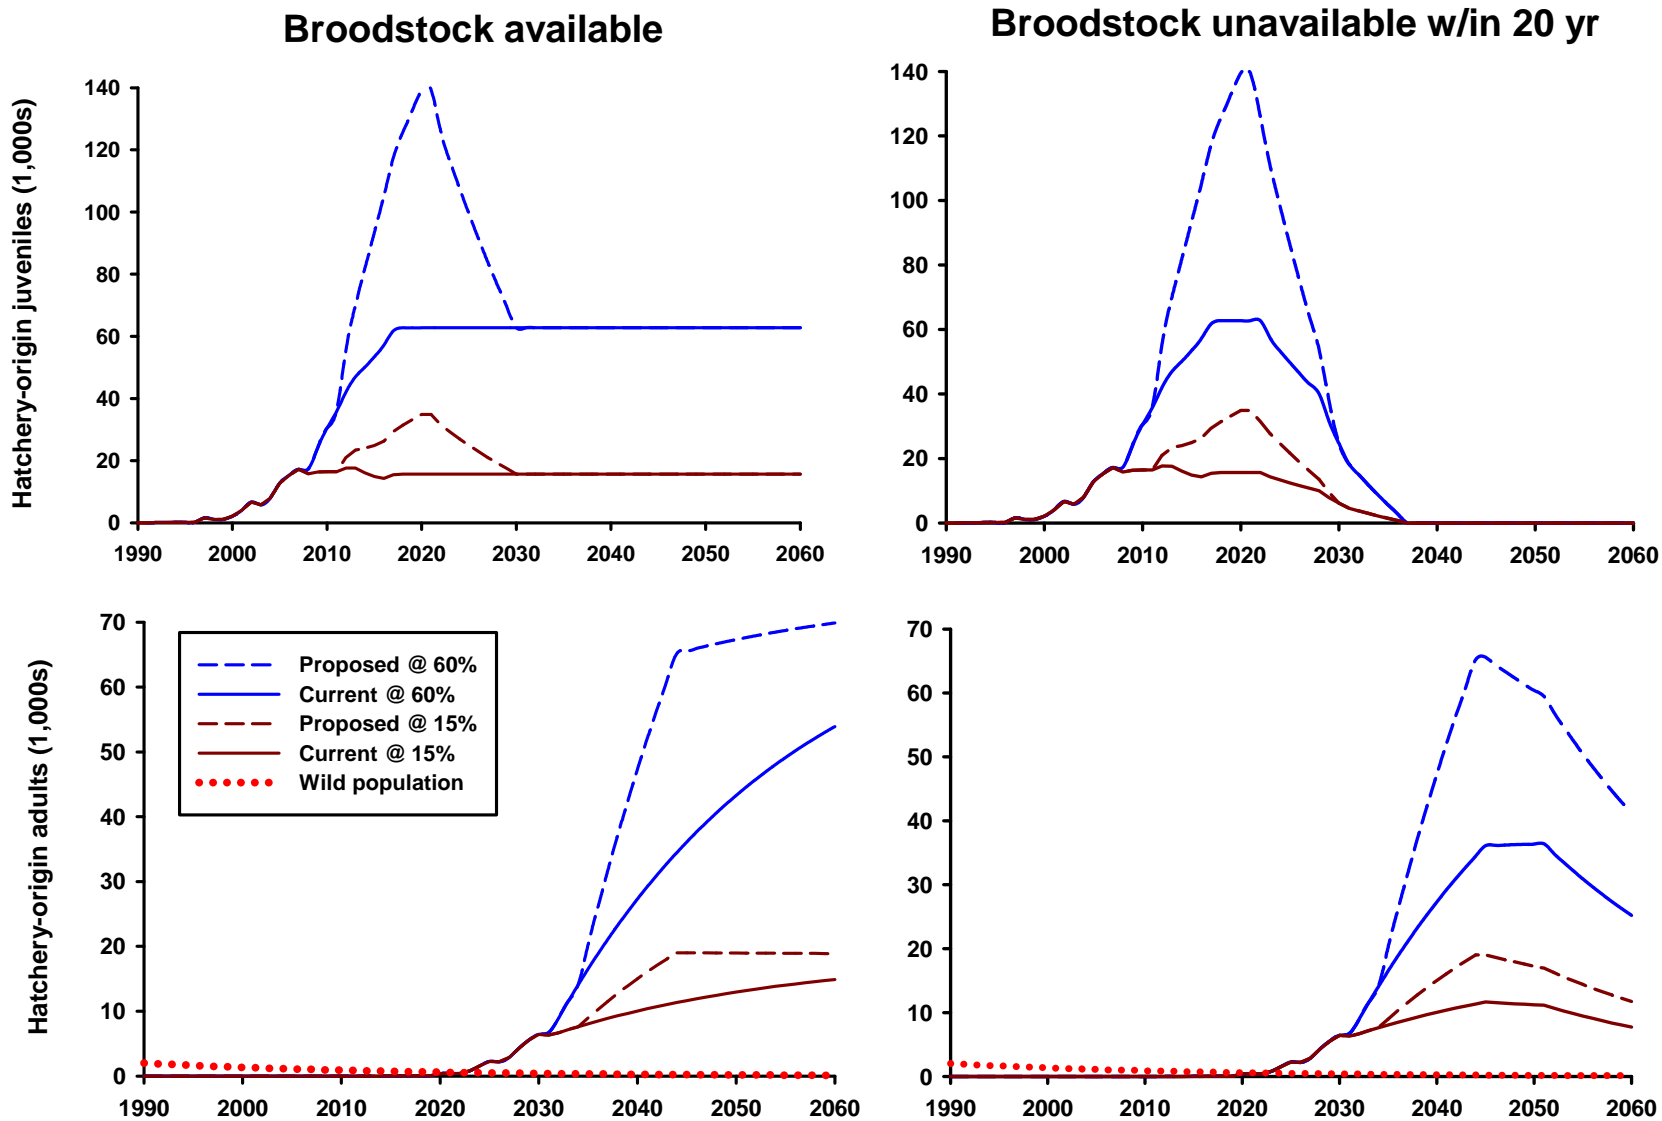 Broodstock available
Broodstock unavailable w/in 20 yr
Hatchery-origin juveniles (1,000s)
140
120
100
80
60
40
20
0
1990 2000 2010 2020 2030 2040 2050 2060
140
120
100
80
60
40
20
0
1990 2000 2010 2020 2030 2040 2050 2060
Hatchery-origin adults (1,000s)
70
60
50
40
30
20
10
0
1990 2000 2010 2020 2030 2040 2050 2060
Proposed @ 60%
Current @ 60%
Proposed @ 15%
Current @ 15%
Wild population
70
60
50
40
30
20
10
0
1990 2000 2010 2020 2030 2040 2050 2060